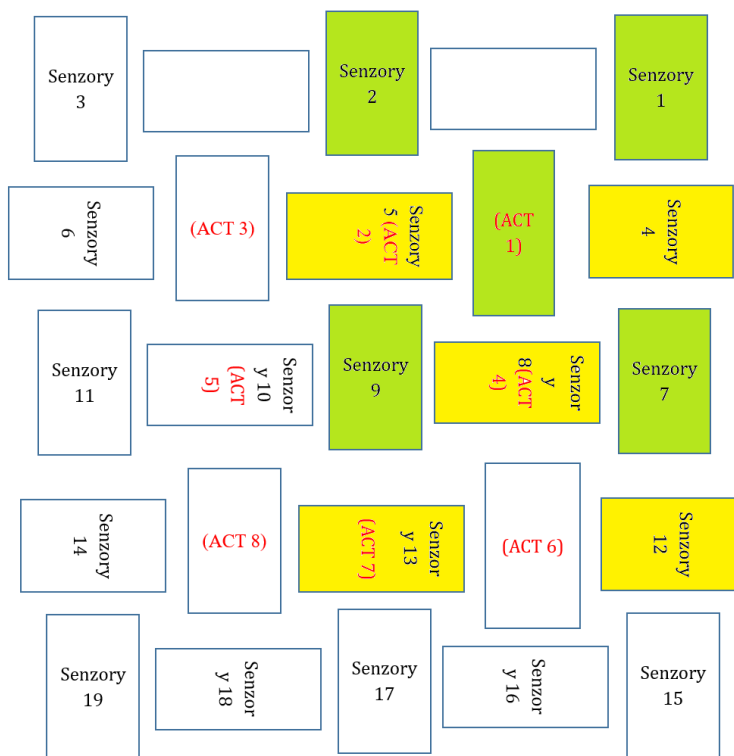 Senzory
3
Senzory
2
Senzory
1
Senzory
6
(ACT 3)
Senzory
5 (ACT
2)
(ACT
1)
Senzory
4
Senzory
11
Senzor
y 10
(ACT
5)
Senzory
9
Senzor
y
8(ACT
4)
Senzory
7
Senzory
14
(ACT 8)
Senzor
y 13
(ACT 7)
(ACT 6)
Senzory
12
Senzory
19
Senzor
y 18
Senzory
17
Senzor
y 16
Senzory
15